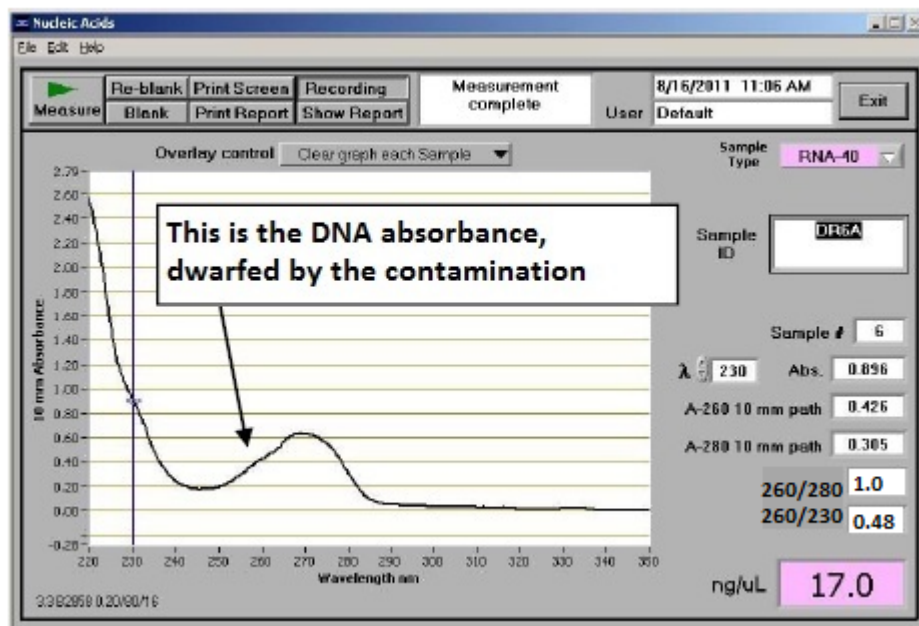 Nucleic Acids
File Edit Help
Measure
Re-blank Print Screen Recording
Blank Print Report Show Report
Measurement
complete
8/16/2011 11:06 AM
User Default
Exit
Overlay control Clear graph each Sample
Sample
Type
RNA-40
This is the DNA absorbance,
dwarfed by the contamination
Sample
ID
DR6A
Sample # 6
λ 230 Abs. 0.896
A-260 10 mm path 0.426
A-280 10 mm path 0.305
260/280 1.0
260/230 0.48
ng/uL 17.0
10 mm Absorbance
2.79
2.60
2.40
2.20
2.00
1.80
1.60
1.40
1.20
1.00
0.80
0.60
0.40
0.20
0.00
-0.28
220 230 240 250 260 270 280 290 300 310 320 330 340 350
Wavelength nm